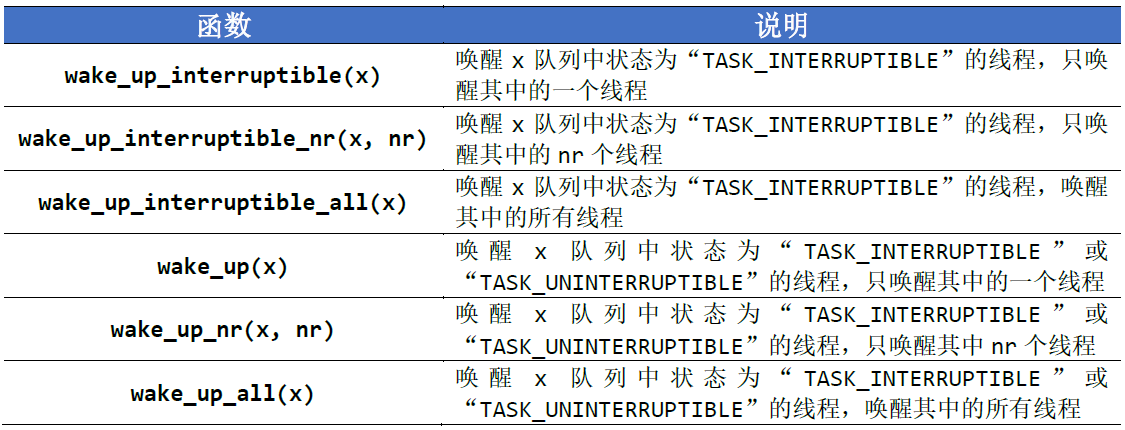 函数 说明
wake_up_interruptible(x)
唤醒 x 队列中状态为“TASK_INTERRUPTIBLE”的线程，只唤
醒其中的一个线程
wake_up_interruptible_nr(x, nr)
唤醒 x 队列中状态为“TASK_INTERRUPTIBLE”的线程，只唤
醒其中的 nr 个线程
wake_up_interruptible_all(x)
唤醒 x 队列中状态为“TASK_INTERRUPTIBLE”的线程，唤醒
其中的所有线程
wake_up(x)
唤醒 x 队列中状态为“TASK_INTERRUPTIBLE”或
“TASK_UNINTERRUPTIBLE”的线程，只唤醒其中的一个线程
wake_up_nr(x, nr)
唤醒 x 队列中状态为“TASK_INTERRUPTIBLE”或
“TASK_UNINTERRUPTIBLE”的线程，只唤醒其中 nr 个线程
wake_up_all(x)
唤醒 x 队列中状态为“TASK_INTERRUPTIBLE”或
“TASK_UNINTERRUPTIBLE”的线程，唤醒其中的所有线程